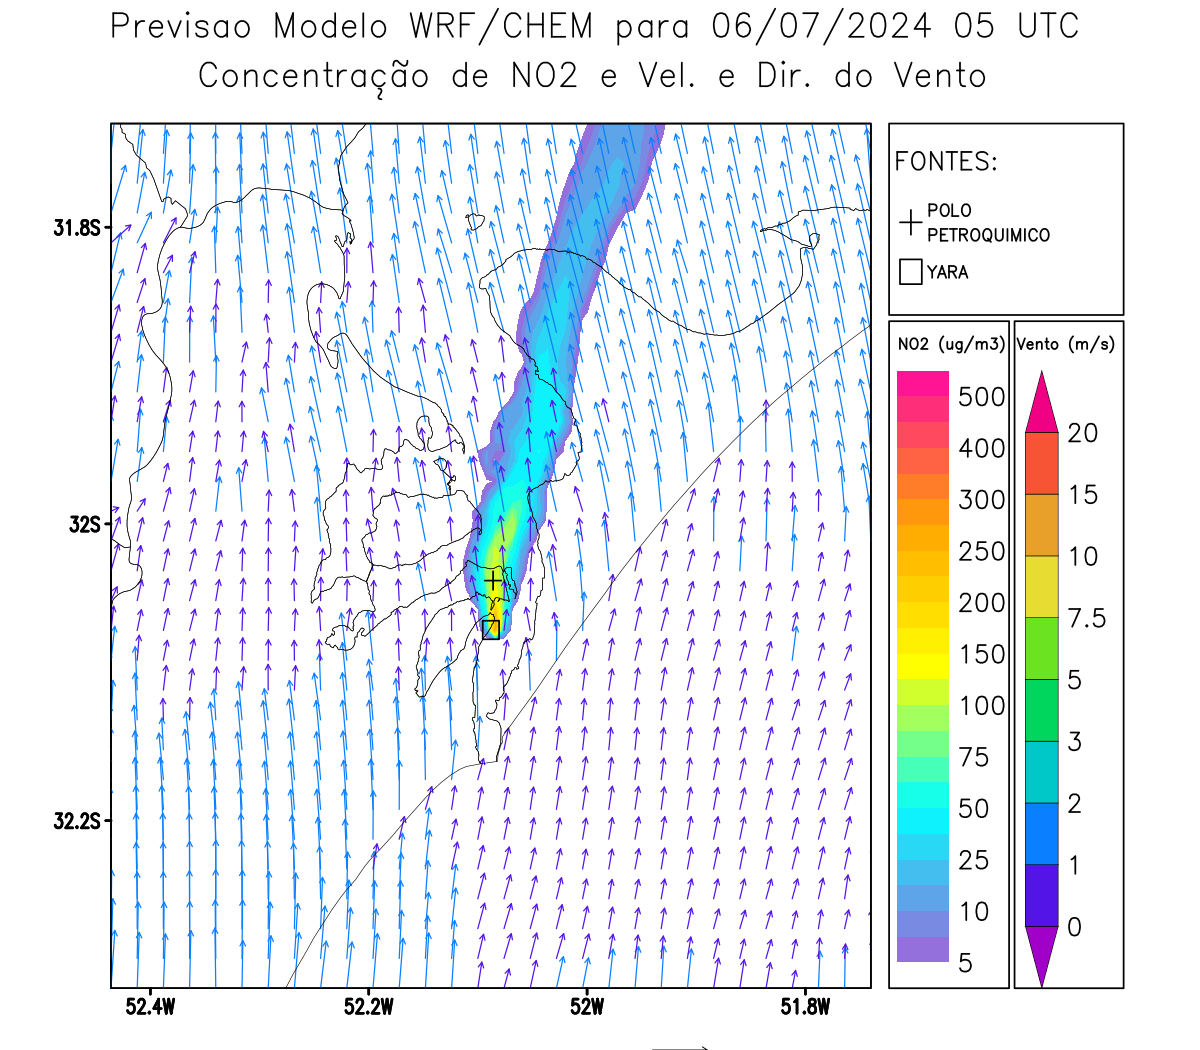 Previsao Modelo WRF/CHEM para 06/07/2024 05 UTC
Concentração de NO2 e Vel. e Dir. do Vento
FONTES:
POLO
PETROQUIMICO
YARA
NO2 (ug/m3)
500
400
300
250
200
150
100
75
50
25
10
5
Vento (m/s)
20
15
10
7.5
5
3
2
1
0
31.8S
32S
32.2S
52.4W
52.2W
52W
51.8W